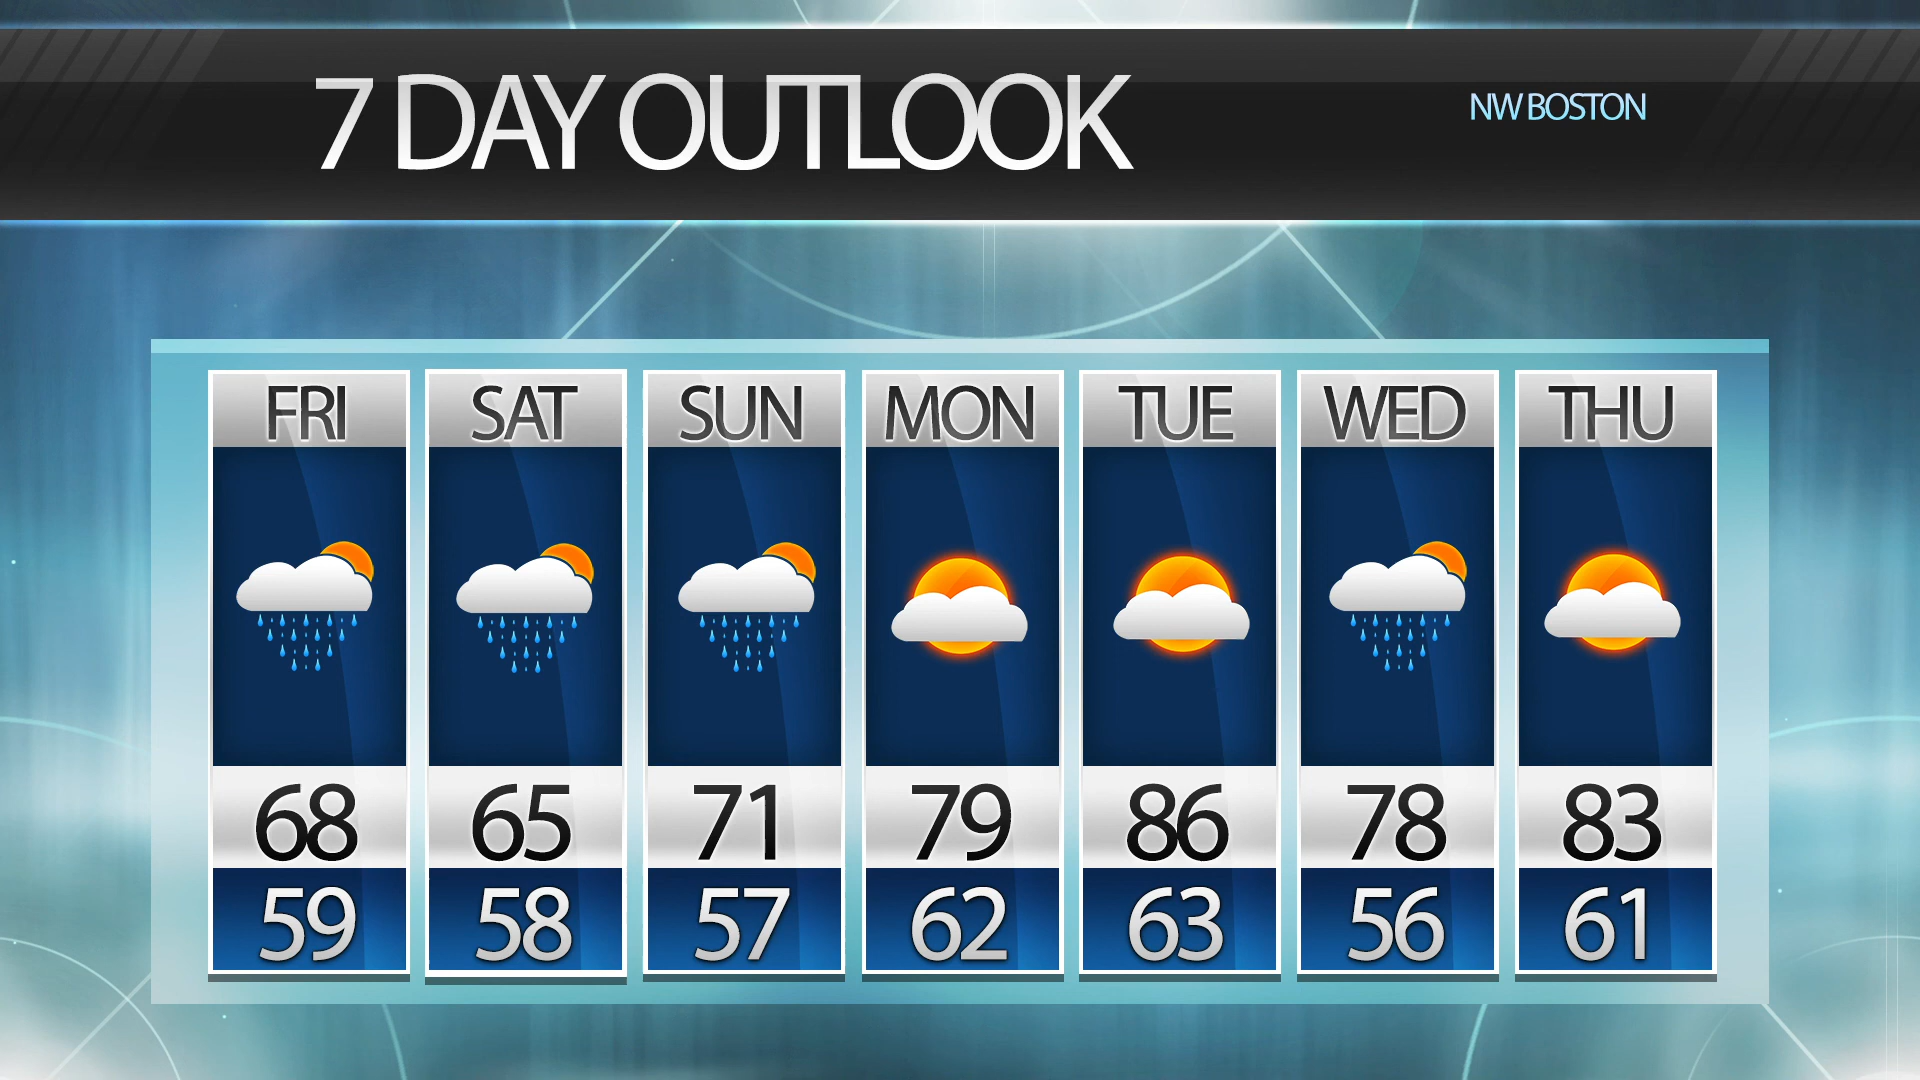 7 DAY OUTLOOK
NW BOSTON
FRI SAT SUN MON TUE WED THU
68 65 71 79 86 78 83
59 58 57 62 63 56 61